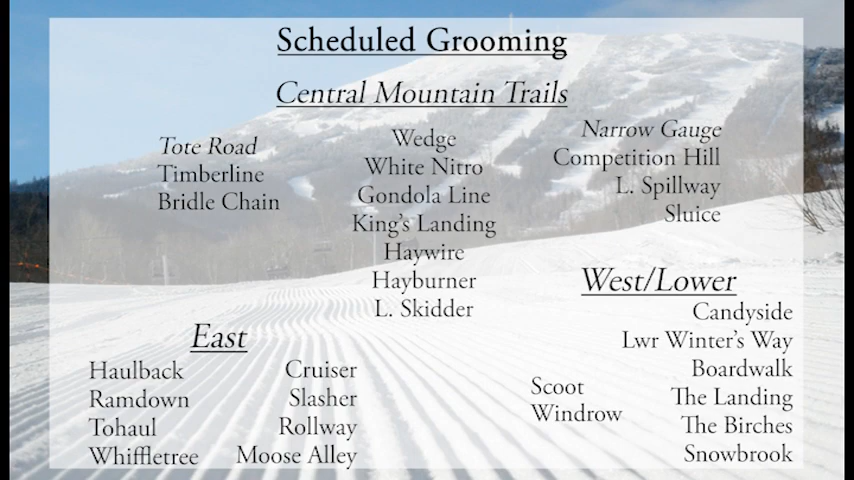 Scheduled Grooming
Central Mountain Trails
Tote Road
Timberline
Bridle Chain
Wedge
White Nitro
Gondola Line
King's Landing
Haywire
Hayburner
L. Skidder
Narrow Gauge
Competition Hill
L. Spillway
Sluice
East
Haulback
Ramdown
Tohaul
Whiffletree
Cruiser
Slasher
Rollway
Moose Alley
West/Lower
Scoot
Windrow
Candyside
Lwr Winter's Way
Boardwalk
The Landing
The Birches
Snowbrook